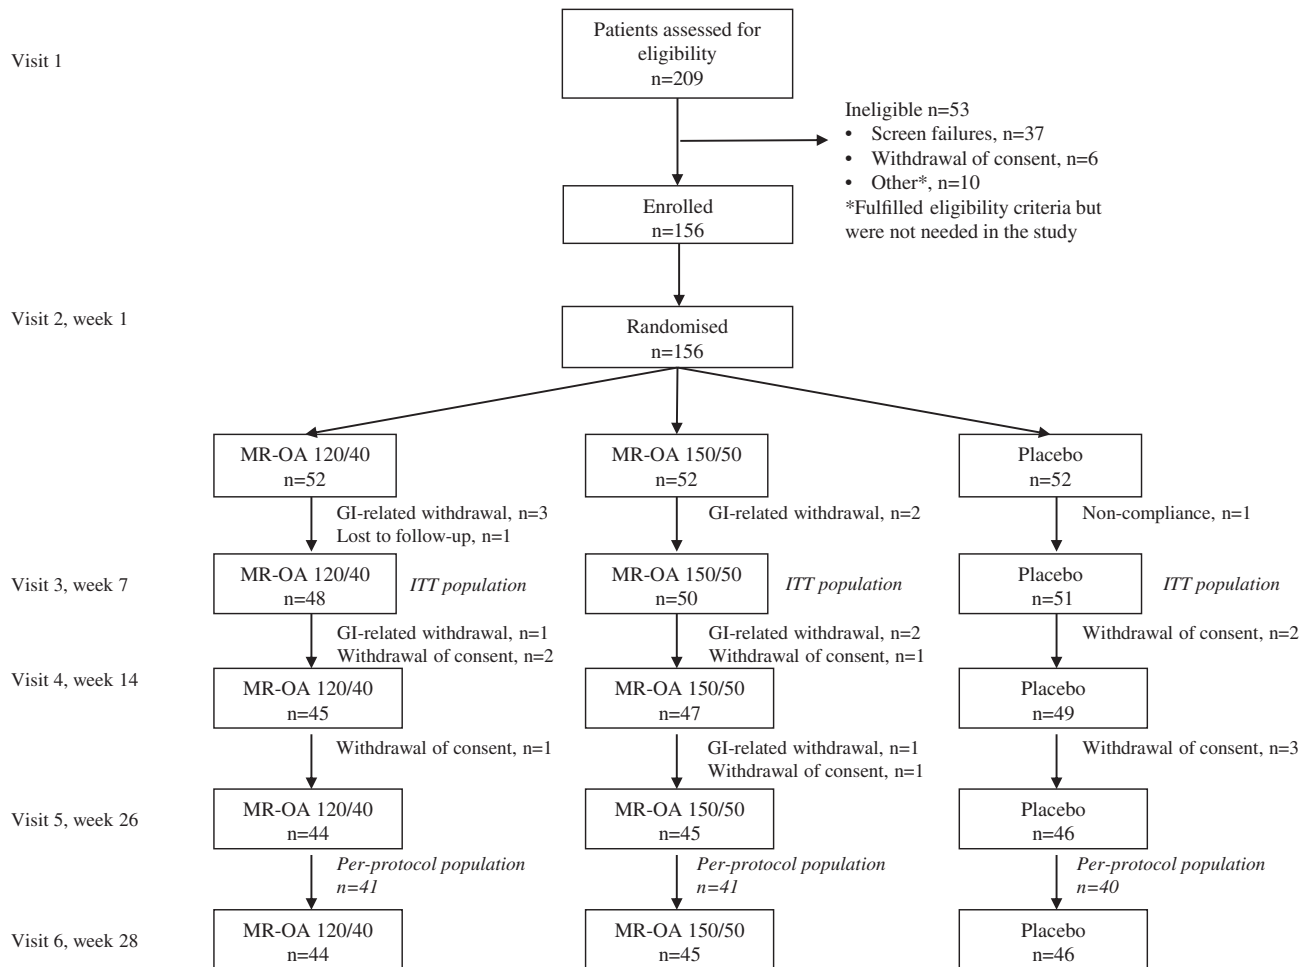 Visit 1
Patients assessed for
eligibility
n=209
Ineligible n=53
• Screen failures, n=37
• Withdrawal of consent, n=6
• Other*, n=10
*Fulfilled eligibility criteria but
were not needed in the study
Enrolled
n=156
Visit 2, week 1
Randomised
n=156
MR-OA 120/40
n=52
MR-OA 150/50
n=52
Placebo
n=52
GI-related withdrawal, n=3
Lost to follow-up, n=1
GI-related withdrawal, n=2
Non-compliance, n=1
Visit 3, week 7
MR-OA 120/40
n=48
ITT population
MR-OA 150/50
n=50
ITT population
Placebo
n=51
ITT population
GI-related withdrawal, n=1
Withdrawal of consent, n=2
GI-related withdrawal, n=2
Withdrawal of consent, n=1
Withdrawal of consent, n=2
Visit 4, week 14
MR-OA 120/40
n=45
MR-OA 150/50
n=47
Placebo
n=49
Withdrawal of consent, n=1
GI-related withdrawal, n=1
Withdrawal of consent, n=1
Withdrawal of consent, n=3
Visit 5, week 26
MR-OA 120/40
n=44
MR-OA 150/50
n=45
Placebo
n=46
Per-protocol population
n=41
Per-protocol population
n=41
Per-protocol population
n=40
Visit 6, week 28
MR-OA 120/40
n=44
MR-OA 150/50
n=45
Placebo
n=46